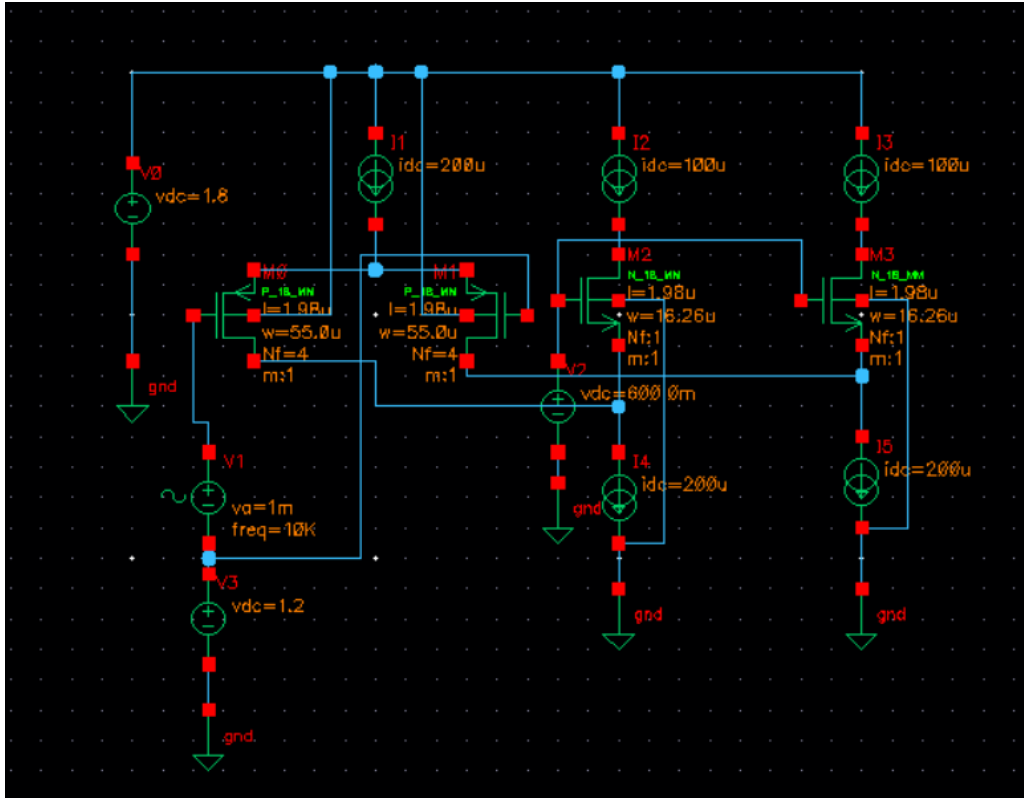 I1
idc=200u
I2
idc=100u
I3
idc=100u
V0
vdc=1.8
M0
P_18_MM
l=1.98u
w=55.0u
Nf=4
m:1
M1
P_18_MM
l=1.98u
w=55.0u
Nf=4
m:1
M2
N_18_MM
l=1.98u
w=16.26u
Nf:1
m:1
M3
N_18_MM
l=1.98u
w=16.26u
Nf:1
m:1
gnd
V2
vdc=600.0m
gnd
V1
va=1m
freq=10K
I4
idc=200u
gnd
I5
idc=200u
gnd
V3
vdc=1.2
gnd